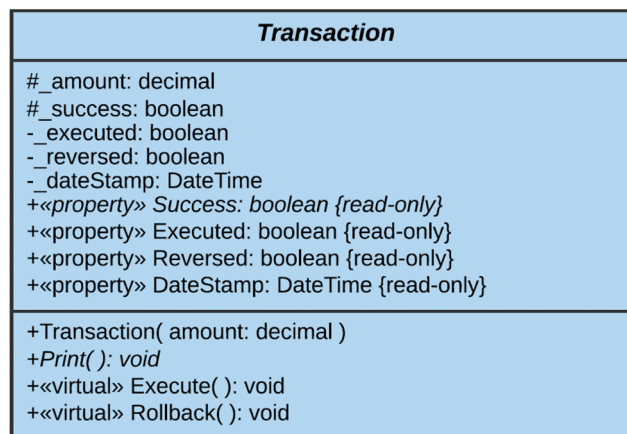 Transaction
#_amount: decimal
#_success: boolean
-_executed: boolean
-_reversed: boolean
-_dateStamp: DateTime
+«property» Success: boolean {read-only}
+«property» Executed: boolean {read-only}
+«property» Reversed: boolean {read-only}
+«property» DateStamp: DateTime {read-only}
+Transaction( amount: decimal )
+Print( ): void
+«virtual» Execute( ): void
+«virtual» Rollback( ): void